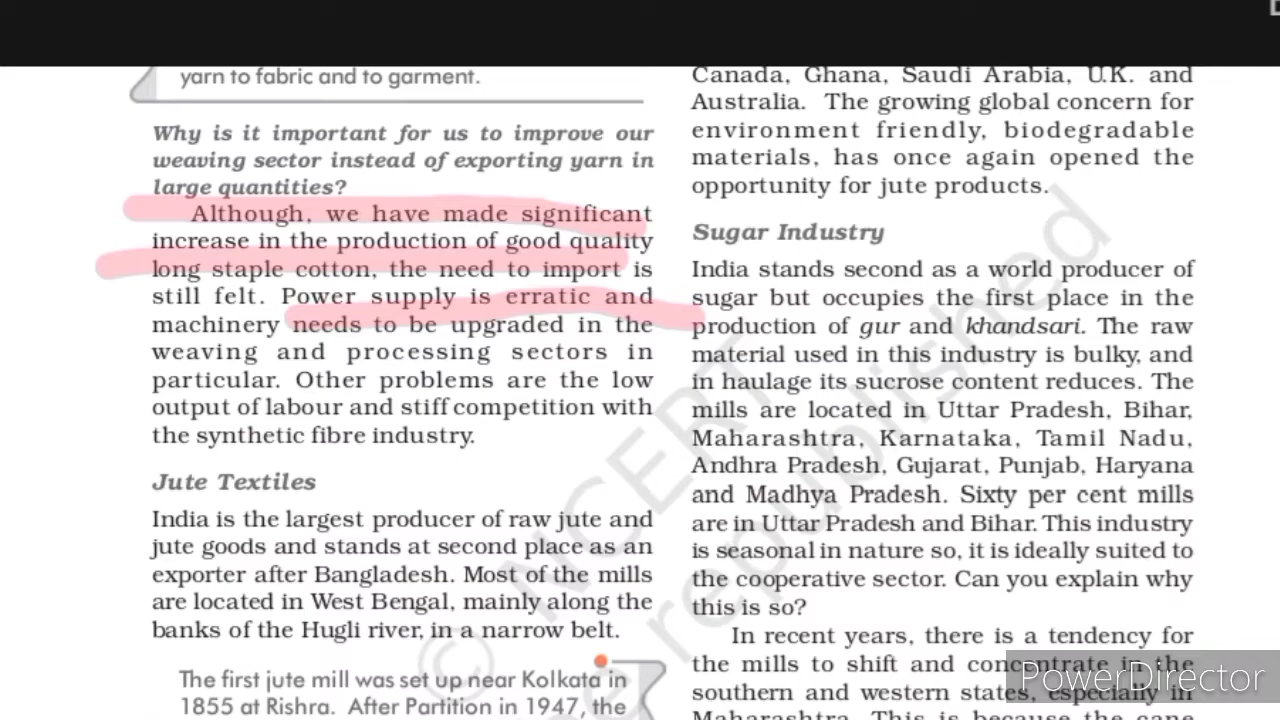 yarn to fabric and to garment.
Why is it important for us to improve our
weaving sector instead of exporting yarn in
large quantities?
Although, we have made significant
increase in the production of good quality
long staple cotton, the need to import is
still felt. Power supply is erratic and
machinery needs to be upgraded in the
weaving and processing sectors in
particular. Other problems are the low
output of labour and stiff competition with
the synthetic fibre industry.
Jute Textiles
India is the largest producer of raw jute and
jute goods and stands at second place as an
exporter after Bangladesh. Most of the mills
are located in West Bengal, mainly along the
banks of the Hugli river, in a narrow belt.
The first jute mill was set up near Kolkata in
1855 at Rishra. After Partition in 1947, the
Canada, Ghana, Saudi Arabia, U.K. and
Australia. The growing global concern for
environment friendly, biodegradable
materials, has once again opened the
opportunity for jute products.
Sugar Industry
India stands second as a world producer of
sugar but occupies the first place in the
production of gur and khandsari. The raw
material used in this industry is bulky, and
in haulage its sucrose content reduces. The
mills are located in Uttar Pradesh, Bihar,
Maharashtra, Karnataka, Tamil Nadu,
Andhra Pradesh, Gujarat, Punjab, Haryana
and Madhya Pradesh. Sixty per cent mills
are in Uttar Pradesh and Bihar. This industry
is seasonal in nature so, it is ideally suited to
the cooperative sector. Can you explain why
this is so?
In recent years, there is a tendency for
the mills to shift and concentrate in the
southern and western states, especially in
Maharashtra. This is because the cane
© NCERT
be republished
PowerDirector